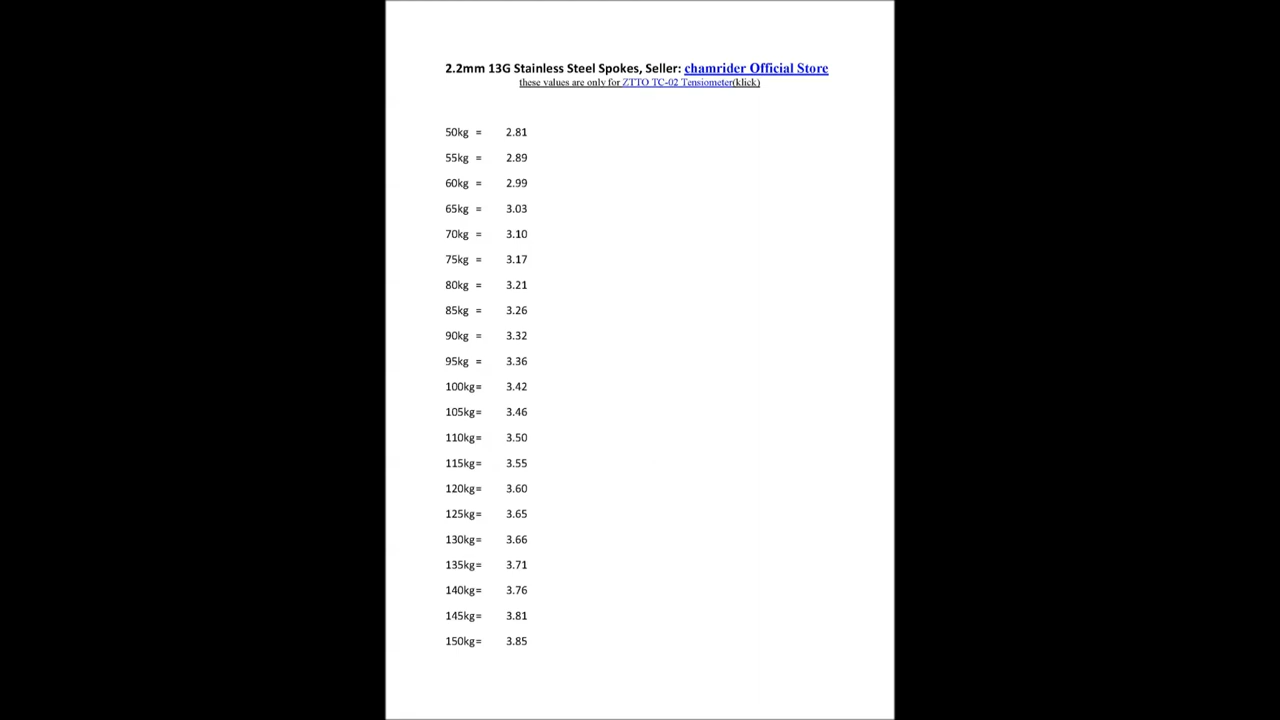 2.2mm 13G Stainless Steel Spokes, Seller: chamrider Official Store
these values are only for ZTTO TC-02 Tensiometer(klick)
50kg = 2.81
55kg = 2.89
60kg = 2.99
65kg = 3.03
70kg = 3.10
75kg = 3.17
80kg = 3.21
85kg = 3.26
90kg = 3.32
95kg = 3.36
100kg= 3.42
105kg= 3.46
110kg= 3.50
115kg= 3.55
120kg= 3.60
125kg= 3.65
130kg= 3.66
135kg= 3.71
140kg= 3.76
145kg= 3.81
150kg= 3.85